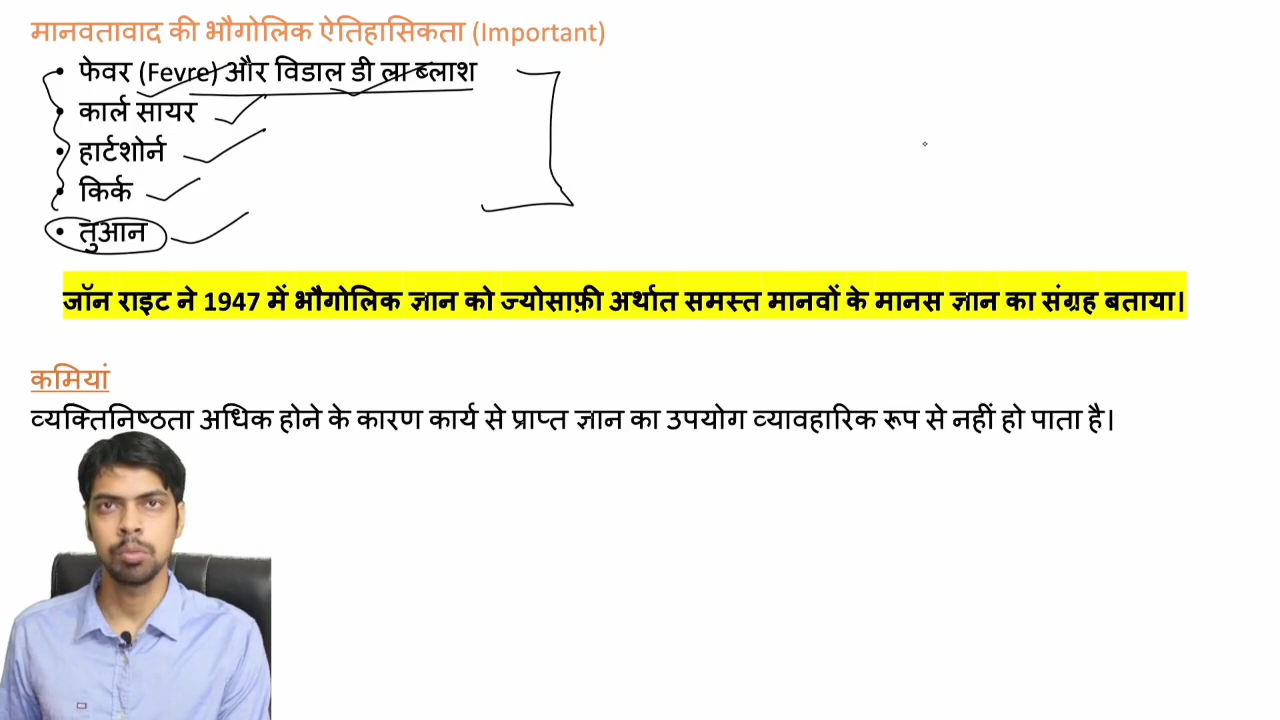 मानवतावाद की भौगोलिक ऐतिहासिकता (Important)
• फेवर (Fevre) और विडाल डी ला ब्लाश
• कार्ल सायर
• हार्टशोर्न
• किर्क
• तुआन
जॉन राइट ने 1947 में भौगोलिक ज्ञान को ज्योसाफ़ी अर्थात समस्त मानवों के मानस ज्ञान का संग्रह बताया।
कमियां
व्यक्तिनिष्ठता अधिक होने के कारण कार्य से प्राप्त ज्ञान का उपयोग व्यावहारिक रूप से नहीं हो पाता है।